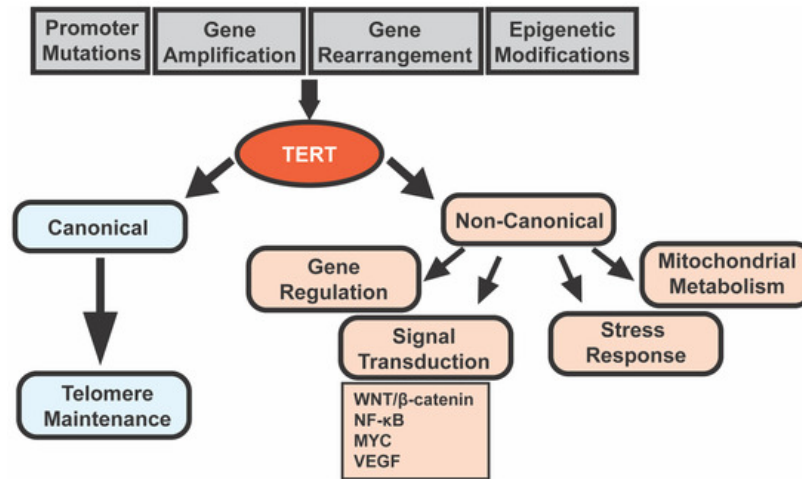 Promoter
Mutations
Gene
Amplification
Gene
Rearrangement
Epigenetic
Modifications
TERT
Canonical
Non-Canonical
Gene
Regulation
Mitochondrial
Metabolism
Signal
Transduction
Stress
Response
Telomere
Maintenance
WNT/β-catenin
NF-κB
MYC
VEGF